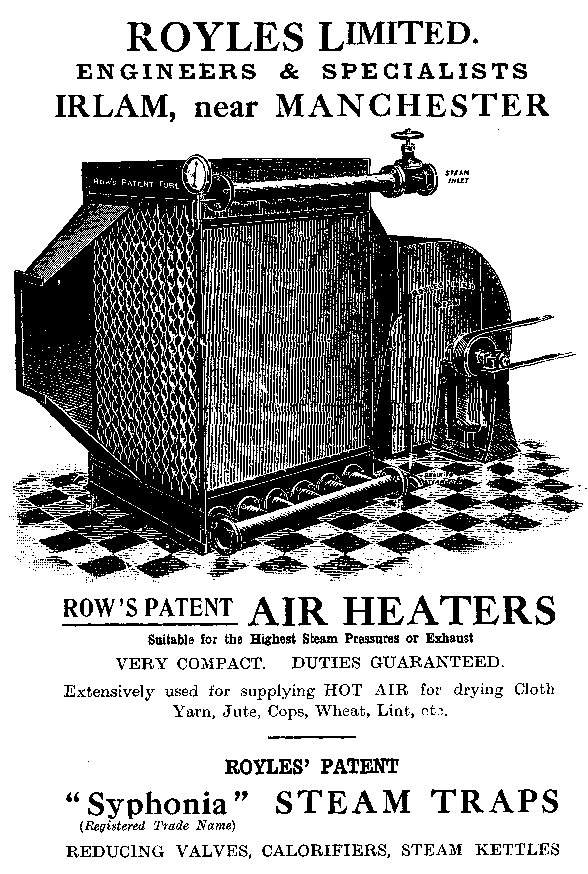 ROYLES LIMITED.
ENGINEERS & SPECIALISTS
IRLAM, near MANCHESTER
ROW'S PATENT TUBE
STEAM
INLET
ROW'S PATENT AIR HEATERS
Suitable for the Highest Steam Pressures or Exhaust
VERY COMPACT. DUTIES GUARANTEED.
Extensively used for supplying HOT AIR for drying Cloth
Yarn, Jute, Cops, Wheat, Lint, etc.
ROYLES' PATENT
"Syphonia" STEAM TRAPS
(Registered Trade Name)
REDUCING VALVES, CALORIFIERS, STEAM KETTLES